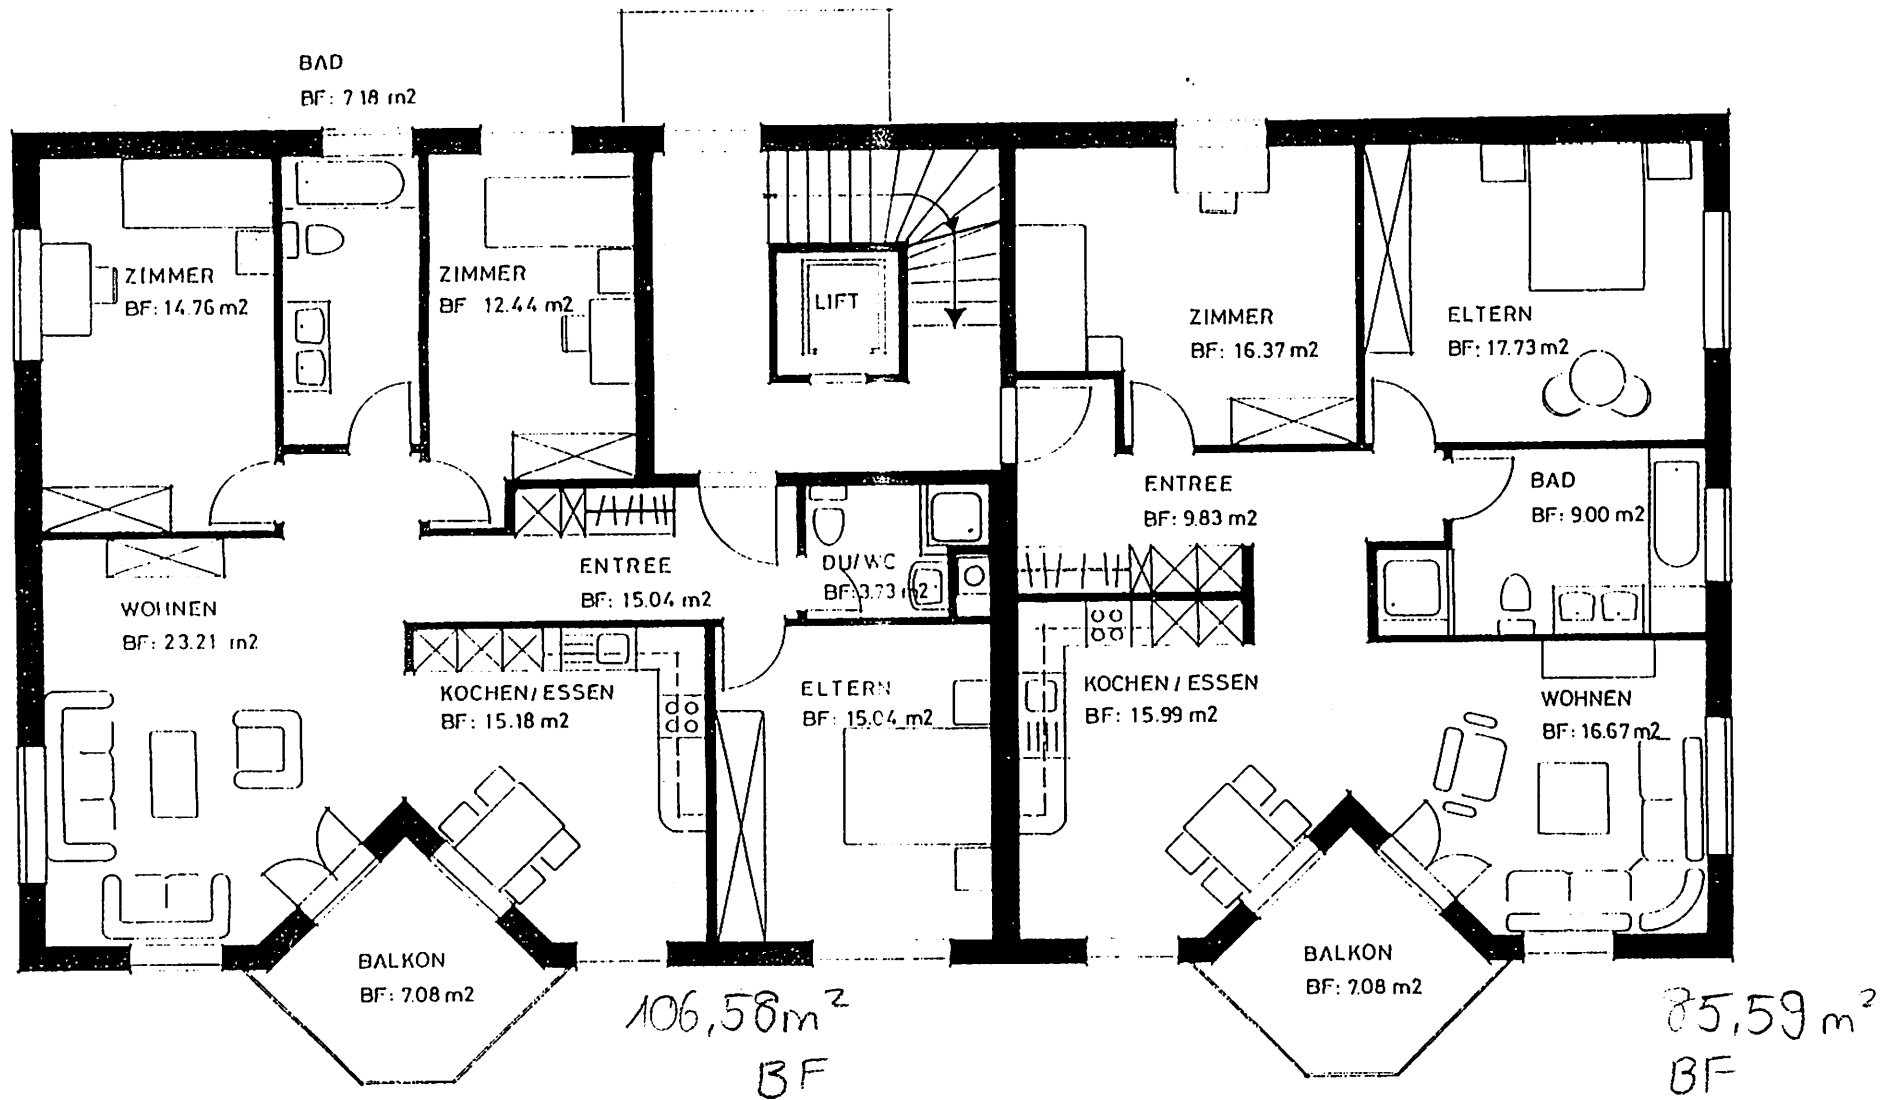 BAD
BF: 7.18 m2
ZIMMER
BF: 14.76 m2
ZIMMER
BF 12.44 m2
LIFT
ZIMMER
BF: 16.37 m2
ELTERN
BF: 17.73 m2
ENTREE
BF: 9.83 m2
BAD
BF: 9.00 m2
ENTREE
BF: 15.04 m2
DU/WC
BF: 3.73 m2
WOHNEN
BF: 23.21 m2
KOCHEN/ESSEN
BF: 15.18 m2
ELTERN
BF: 15.04 m2
KOCHEN / ESSEN
BF: 15.99 m2
WOHNEN
BF: 16.67 m2
BALKON
BF: 7.08 m2
BALKON
BF: 7.08 m2
106,58 m²
BF
85,59 m²
BF